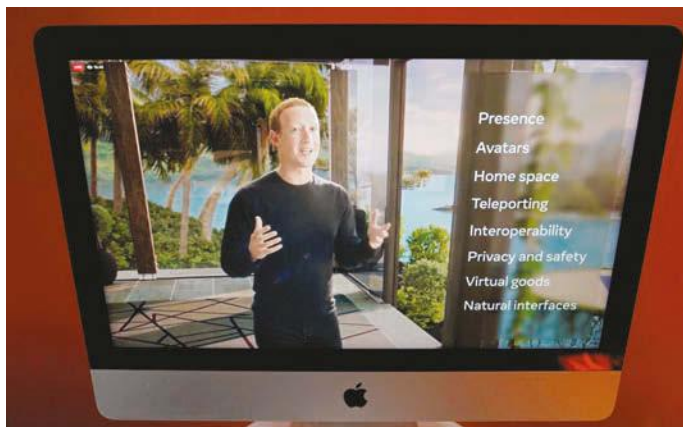 Presence
Avatars
Home space
Teleporting
Interoperability
Privacy and safety
Virtual goods
Natural interfaces